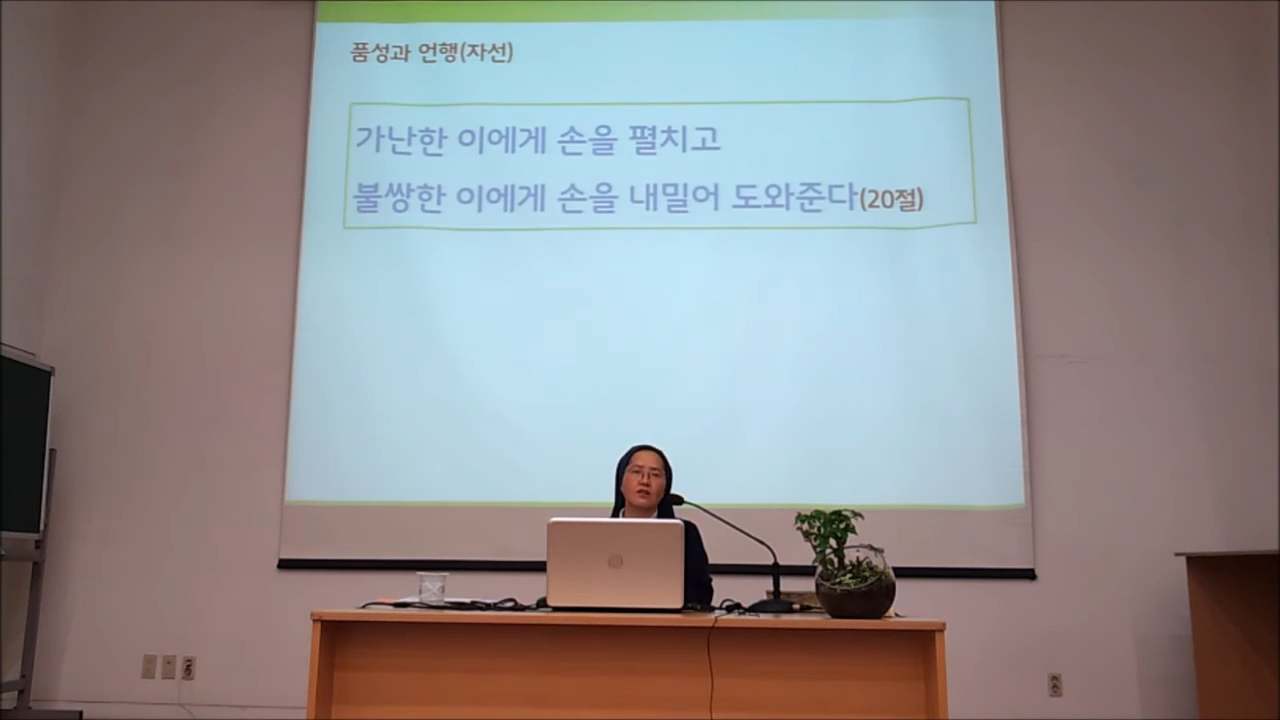 품성과 언행(자선)
가난한 이에게 손을 펼치고
불쌍한 이에게 손을 내밀어 도와준다(20절)